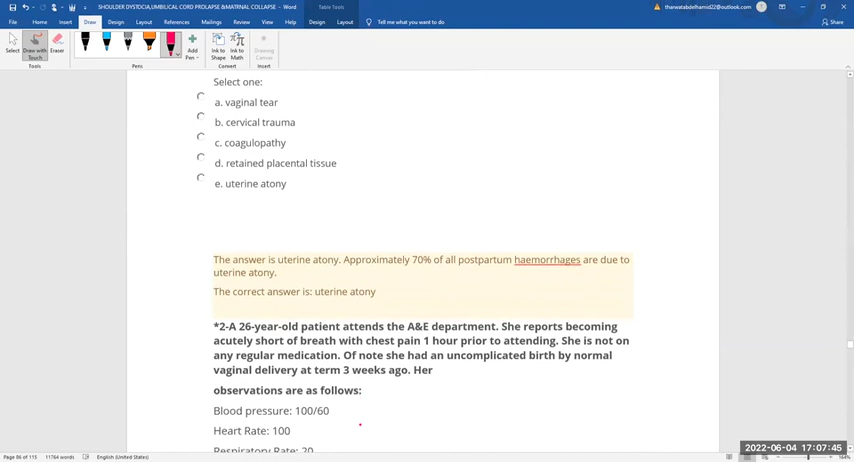 SHOULDER DYSTOCIA,UMBILICAL CORD PROLAPSE &MATRNAL COLLAPSE - Word
Table Tools
tharwatabdelhamid22@outlook.com
File Home Insert Draw Design Layout References Mailings Review View Help Design Layout Tell me what you want to do Share
Select Draw with Touch Eraser Add Pen Ink to Shape Ink to Math Drawing Canvas
Tools Pens Convert Insert
Select one:
a. vaginal tear
b. cervical trauma
c. coagulopathy
d. retained placental tissue
e. uterine atony
The answer is uterine atony. Approximately 70% of all postpartum haemorrhages are due to
uterine atony.
The correct answer is: uterine atony
*2-A 26-year-old patient attends the A&E department. She reports becoming
acutely short of breath with chest pain 1 hour prior to attending. She is not on
any regular medication. Of note she had an uncomplicated birth by normal
vaginal delivery at term 3 weeks ago. Her
observations are as follows:
Blood pressure: 100/60
Heart Rate: 100
Respiratory Rate: 20
2022-06-04 17:07:45
Page 86 of 115 11764 words English (United States) 164%